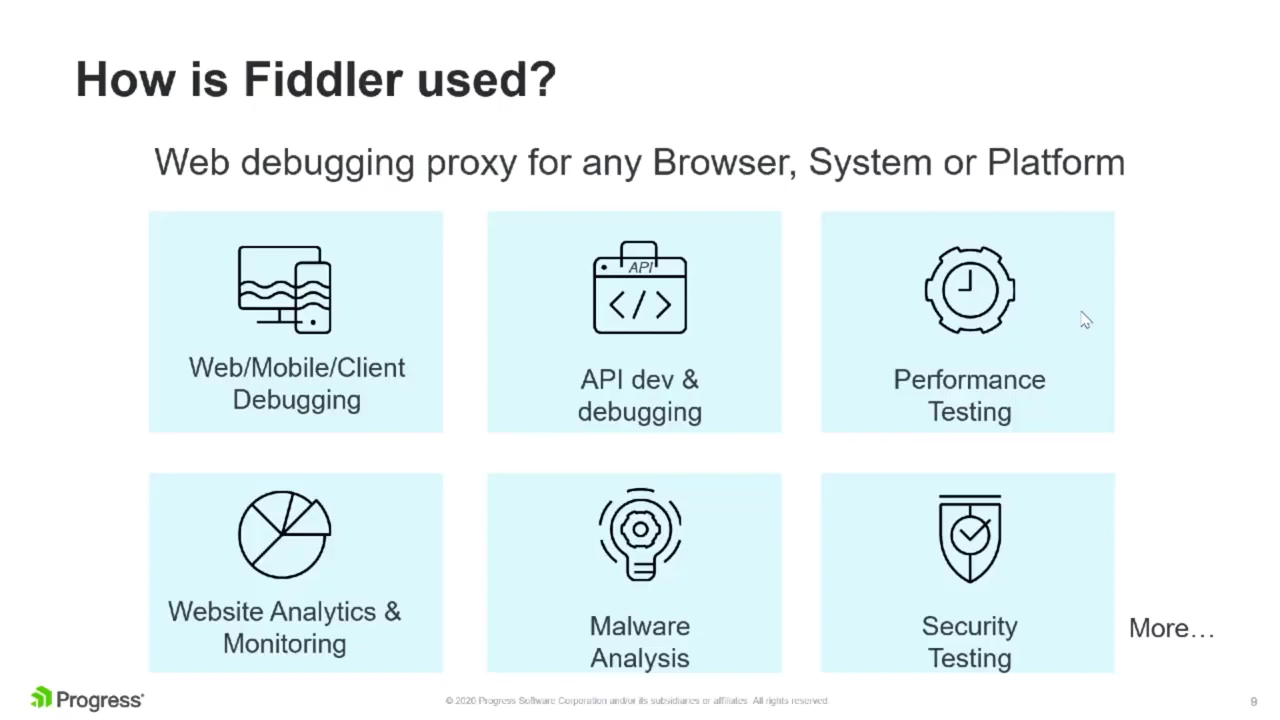 How is Fiddler used?
Web debugging proxy for any Browser, System or Platform
Web/Mobile/Client
Debugging
API
API dev &
debugging
Performance
Testing
Website Analytics &
Monitoring
Malware
Analysis
Security
Testing
More…
Progress®
© 2020 Progress Software Corporation and/or its subsidiaries or affiliates. All rights reserved.
9